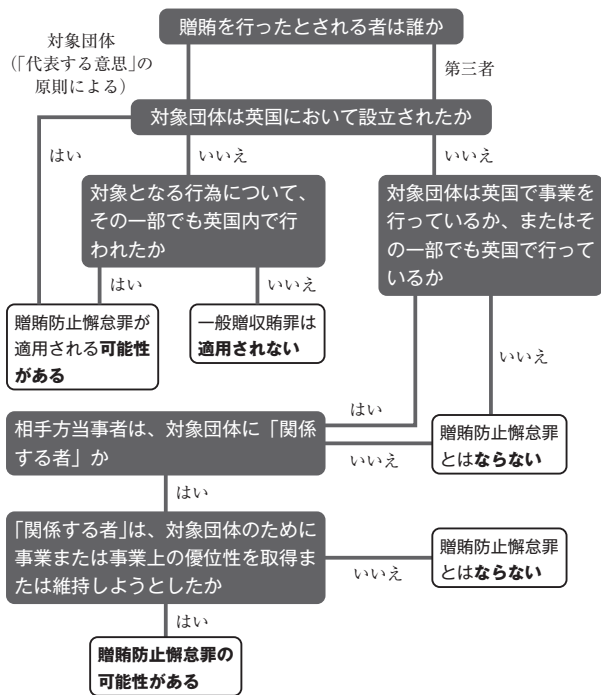 贈賄を行ったとされる者は誰か
対象団体
（「代表する意思」の
原則による）
第三者
対象団体は英国において設立されたか
はい
いいえ
いいえ
対象となる行為について、
その一部でも英国内で行
われたか
対象団体は英国で事業を
行っているか、またはそ
の一部でも英国で行って
いるか
はい
いいえ
贈賄防止懈怠罪が
適用される可能性
がある
一般贈収賄罪は
適用されない
いいえ
はい
相手方当事者は、対象団体に「関係
する者」か
いいえ
贈賄防止懈怠罪
とはならない
はい
「関係する者」は、対象団体のために
事業または事業上の優位性を取得ま
たは維持しようとしたか
いいえ
贈賄防止懈怠罪
とはならない
はい
贈賄防止懈怠罪の
可能性がある